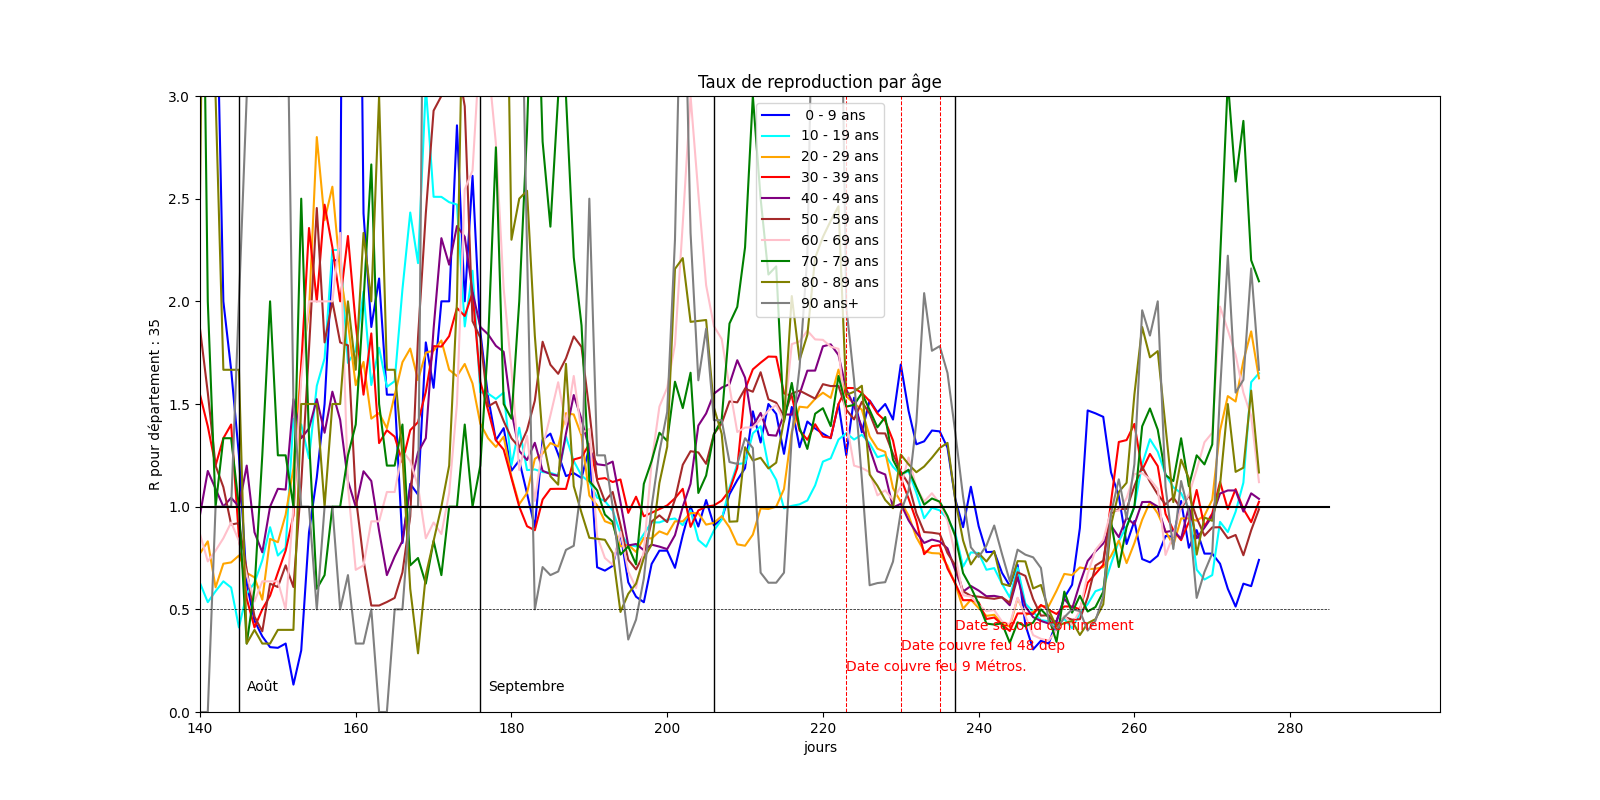 Taux de reproduction par âge
R pour département : 35
3.0
2.5
2.0
1.5
1.0
0.5
0.0
0 - 9 ans
10 - 19 ans
20 - 29 ans
30 - 39 ans
40 - 49 ans
50 - 59 ans
60 - 69 ans
70 - 79 ans
80 - 89 ans
90 ans+
Date second confinement
Date couvre feu 48 dep
Date couvre feu 9 Métros.
Août
Septembre
140 160 180 200 220 240 260 280
jours